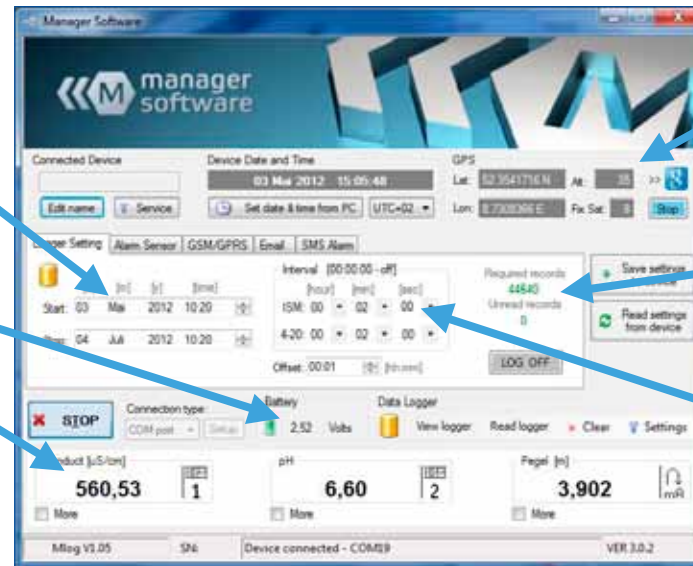 Manager Software
manager
software
Connected Device
Device Date and Time
GPS
03 Mai 2012 15:05:48
Lat:
Alt:
35
>>
Edit name
Service
Set date & time from PC
UTC+02
Lon:
Fix Sat:
8
Stop
Logger Setting
Alarm Sensor
GSM/GPRS
Email
SMS Alarm
Interval [00:00:00 - off]
Required records
Save settings
[m]
[y]
[time]
[hour]
[min]
[sec]
44640
Start: 03 Mai 2012 10:20
ISM: 00 02 00
Unread records
0
Read settings
from device
04 Juli 2012 10:20
4-20: 00 02 00
Offset: 00:01
[hh:mm]
LOG OFF
STOP
Connection type
COM port
Battery
2,52 Volts
Data Logger
View logger
Read logger
Clear
Settings
[µS/cm]
560,53
1
More
pH
6,60
2
More
Pegel [m]
3,902
mA
More
Mlog V1.05
SN:
Device connected - COM19
VER 3.0.2